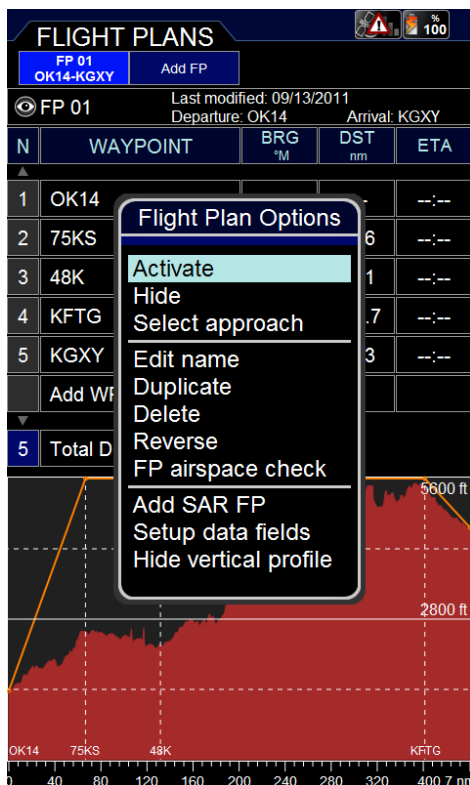 FLIGHT PLANS
%
100
FP 01
OK14-KGXY
Add FP
FP 01
Last modified: 09/13/2011
Departure: OK14 Arrival: KGXY
N WAYPOINT BRG °M DST nm ETA
1 OK14 --:--
2 75KS 6 --:--
3 48K 1 --:--
4 KFTG .7 --:--
5 KGXY 3 --:--
Add
5 Total
Flight Plan Options
Activate
Hide
Select approach
Edit name
Duplicate
Delete
Reverse
FP airspace check
Add SAR FP
Setup data fields
Hide vertical profile
5600 ft
2800 ft
OK14 75KS 48K KFTG
0 40 80 120 160 200 240 280 320 400.7 nm